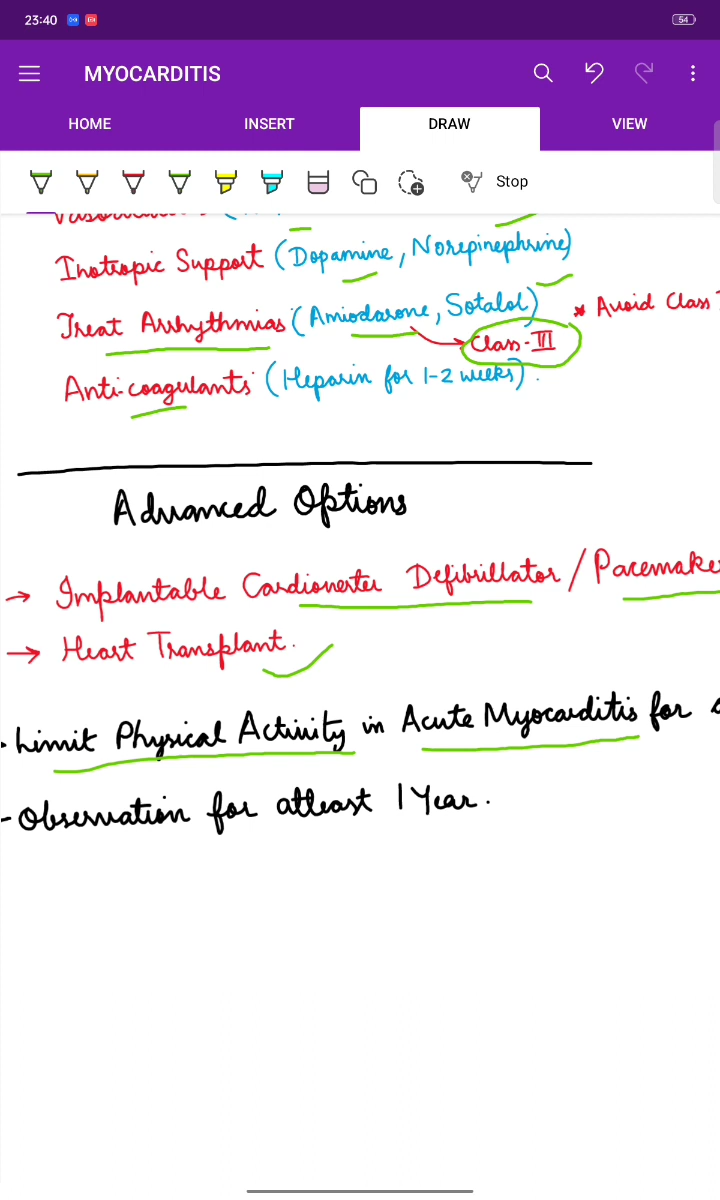 23:40
54
MYOCARDITIS
HOME INSERT DRAW VIEW
Stop
Inotropic Support (Dopamine, Norepinephrine)
Treat Arrhythmias (Amiodarone, Sotalol) * Avoid Class
Class-III
Anti-coagulants (Heparin for 1-2 weeks).
Advanced Options
→ Implantable Cardioverter Defibrillator / Pacemake
→ Heart Transplant.
- Limit Physical Activity in Acute Myocarditis for
- Observation for atleast 1 Year.